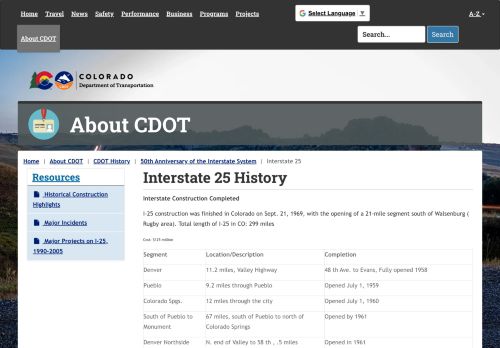 Home Travel News Safety Performance Business Programs Projects
Select Language ▼
A-Z
About CDOT
Search...
Search
COLORADO
Department of Transportation
About CDOT
Home | About CDOT | CDOT History | 50th Anniversary of the Interstate System | Interstate 25
Resources
Historical Construction Highlights
Major Incidents
Major Projects on I-25, 1990-2005
Interstate 25 History
Interstate Construction Completed
I-25 construction was finished in Colorado on Sept. 21, 1969, with the opening of a 21-mile segment south of Walsenburg (
Rugby area). Total length of I-25 in CO: 299 miles
Cost: $125 million
Segment Location/Description Completion
Denver 11.2 miles, Valley Highway 48 th Ave. to Evans, Fully opened 1958
Pueblo 9.2 miles through Pueblo Opened July 1, 1959
Colorado Spgs. 12 miles through the city Opened July 1, 1960
South of Pueblo to Monument 67 miles, south of Pueblo to north of Colorado Springs Opened by 1961
Denver Northside N. end of Valley to 58 th , .5 miles Opened in 1961